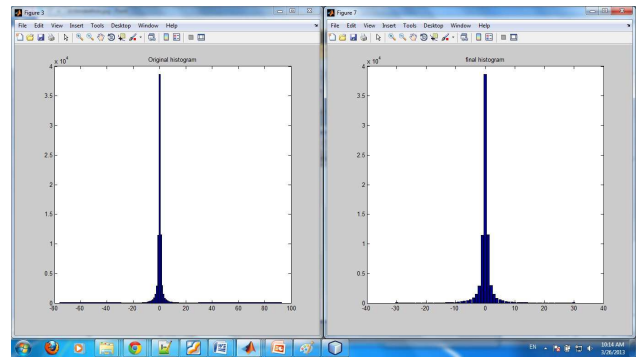 Figure 3
File Edit View Insert Tools Desktop Window Help
Original histogram
x 10^4
4
3.5
3
2.5
2
1.5
1
0.5
0
-80 -60 -40 -20 0 20 40 60 80 100
Figure 7
File Edit View Insert Tools Desktop Window Help
final histogram
x 10^4
4
3.5
3
2.5
2
1.5
1
0.5
0
-40 -30 -20 -10 0 10 20 30 40
EN
10:14 AM
3/26/2013